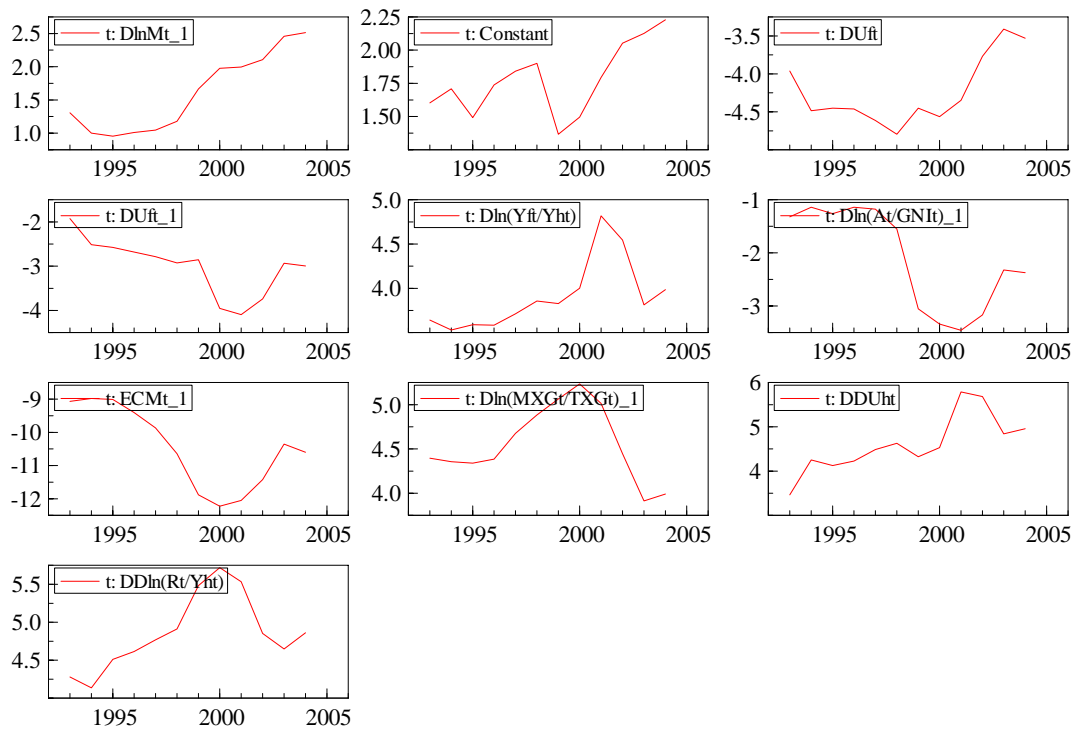 t: DlnMt_1
2.5
2.0
1.5
1.0
1995 2000 2005
t: Constant
2.25
2.00
1.75
1.50
1995 2000 2005
t: DUft
-3.5
-4.0
-4.5
1995 2000 2005
t: DUft_1
-2
-3
-4
1995 2000 2005
t: Dln(Yft/Yht)
5.0
4.5
4.0
1995 2000 2005
t: Dln(At/GNIt)_1
-1
-2
-3
1995 2000 2005
t: ECMt_1
-9
-10
-11
-12
1995 2000 2005
t: Dln(MXGt/TXGt)_1
5.0
4.5
4.0
1995 2000 2005
t: DDUht
6
5
4
1995 2000 2005
t: DDln(Rt/Yht)
5.5
5.0
4.5
1995 2000 2005